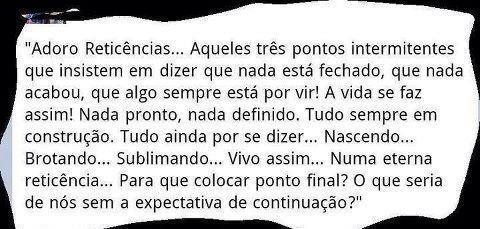 "Adoro Reticências... Aqueles três pontos intermitentes
que insistem em dizer que nada está fechado, que nada
acabou, que algo sempre está por vir! A vida se faz
assim! Nada pronto, nada definido. Tudo sempre em
construção. Tudo ainda por se dizer... Nascendo...
Brotando... Sublimando... Vivo assim... Numa eterna
reticência... Para que colocar ponto final? O que seria
de nós sem a expectativa de continuação?"